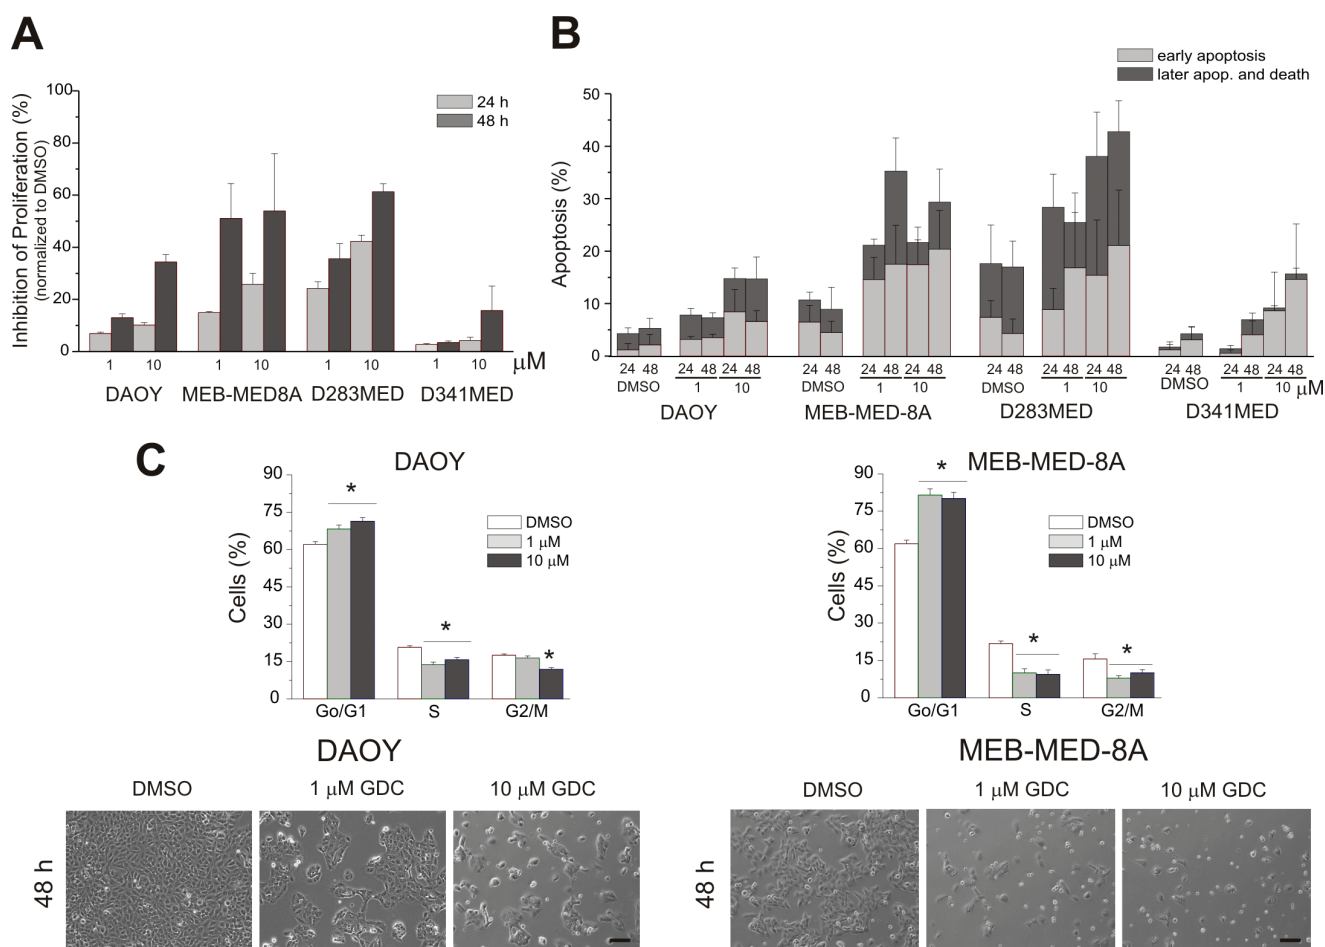 A
Inhibition of Proliferation (%)
(normalized to DMSO)
100
80
60
40
20
0
24 h
48 h
1 10 1 10 1 10 1 10 μM
DAOY MEB-MED8A D283MED D341MED
B
early apoptosis
later apop. and death
Apoptosis (%)
50
40
30
20
10
0
24 48 24 48 24 48 24 48 24 48 24 48 24 48 24 48 24 48 24 48 24 48 24 48
DMSO 1 10 DMSO 1 10 DMSO 1 10 DMSO 1 10 μM
DAOY MEB-MED-8A D283MED D341MED
C
DAOY
Cells (%)
90
75
60
45
30
15
0
* * *
DMSO
1 μM
10 μM
Go/G1 S G2/M
MEB-MED-8A
Cells (%)
90
75
60
45
30
15
0
* * *
DMSO
1 μM
10 μM
Go/G1 S G2/M
DAOY
DMSO 1 μM GDC 10 μM GDC
48 h
MEB-MED-8A
DMSO 1 μM GDC 10 μM GDC
48 h